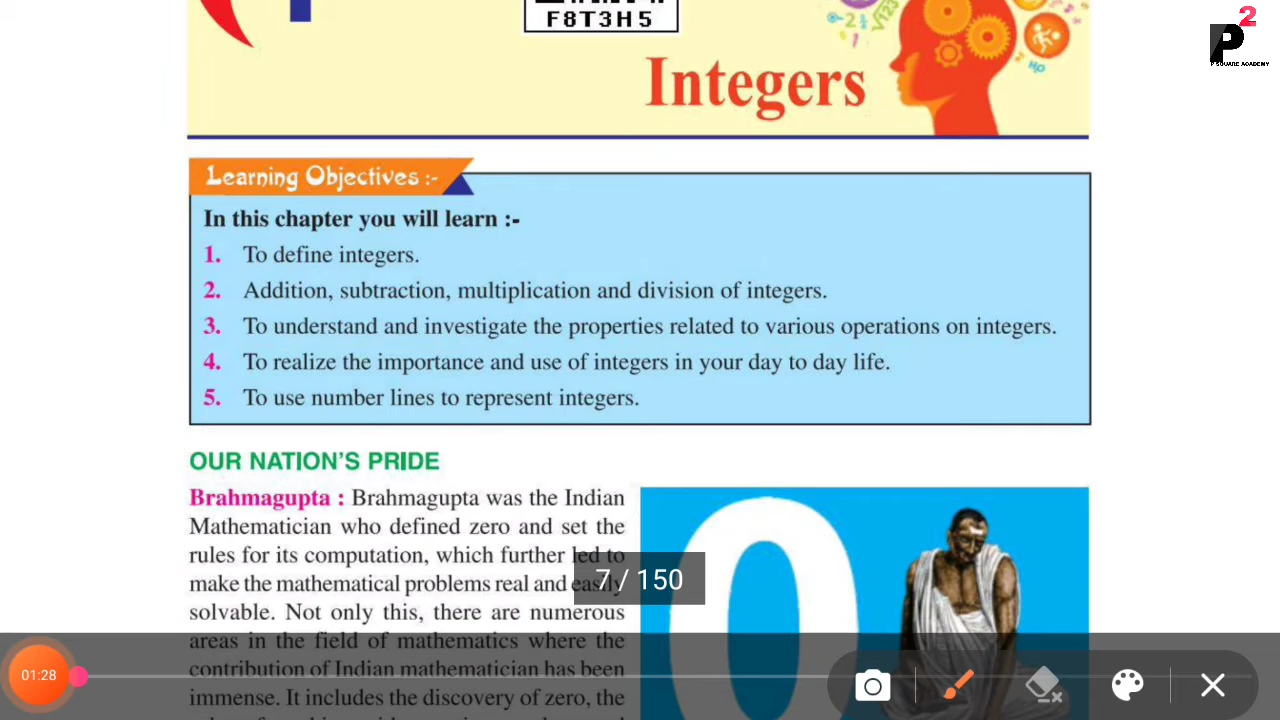 F8T3H5
P2
P SQUARE ACADEMY
Integers
Learning Objectives :-
In this chapter you will learn :-
1. To define integers.
2. Addition, subtraction, multiplication and division of integers.
3. To understand and investigate the properties related to various operations on integers.
4. To realize the importance and use of integers in your day to day life.
5. To use number lines to represent integers.
OUR NATION'S PRIDE
Brahmagupta : Brahmagupta was the Indian
Mathematician who defined zero and set the
rules for its computation, which further led to
make the mathematical problems real and easily
solvable. Not only this, there are numerous
areas in the field of mathematics where the
contribution of Indian mathematician has been
immense. It includes the discovery of zero, the
0
7 / 150
01:28